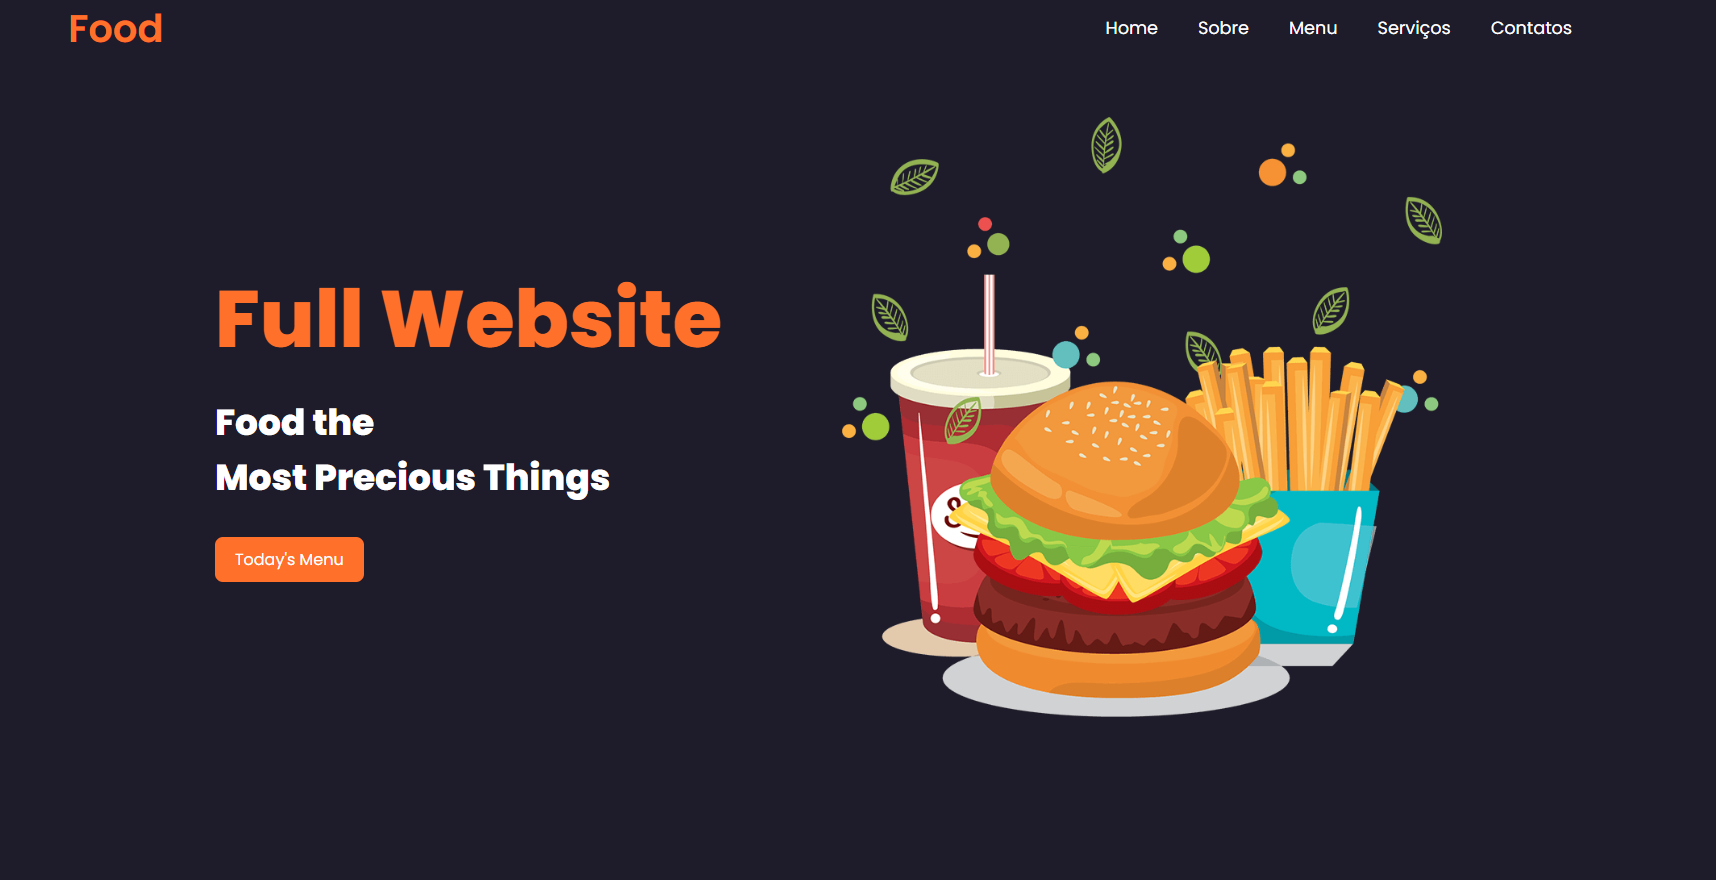 Food
Home Sobre Menu Serviços Contatos
Full Website
Food the
Most Precious Things
Today's Menu